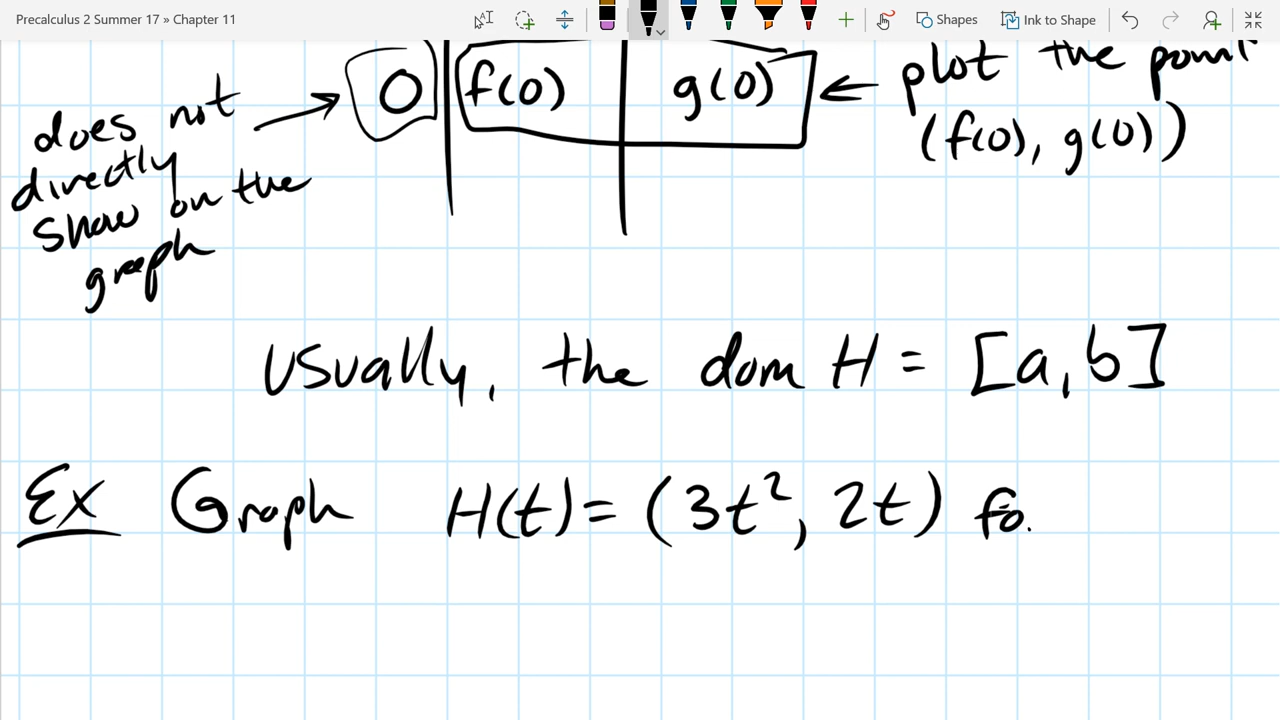 Precalculus 2 Summer 17 » Chapter 11
Shapes
Ink to Shape
does not
directly
show on the
graph
0 f(0) g(0)
plot the point
(f(0), g(0))
Usually, the dom H = [a,b]
Ex Graph H(t) = (3t², 2t) fo